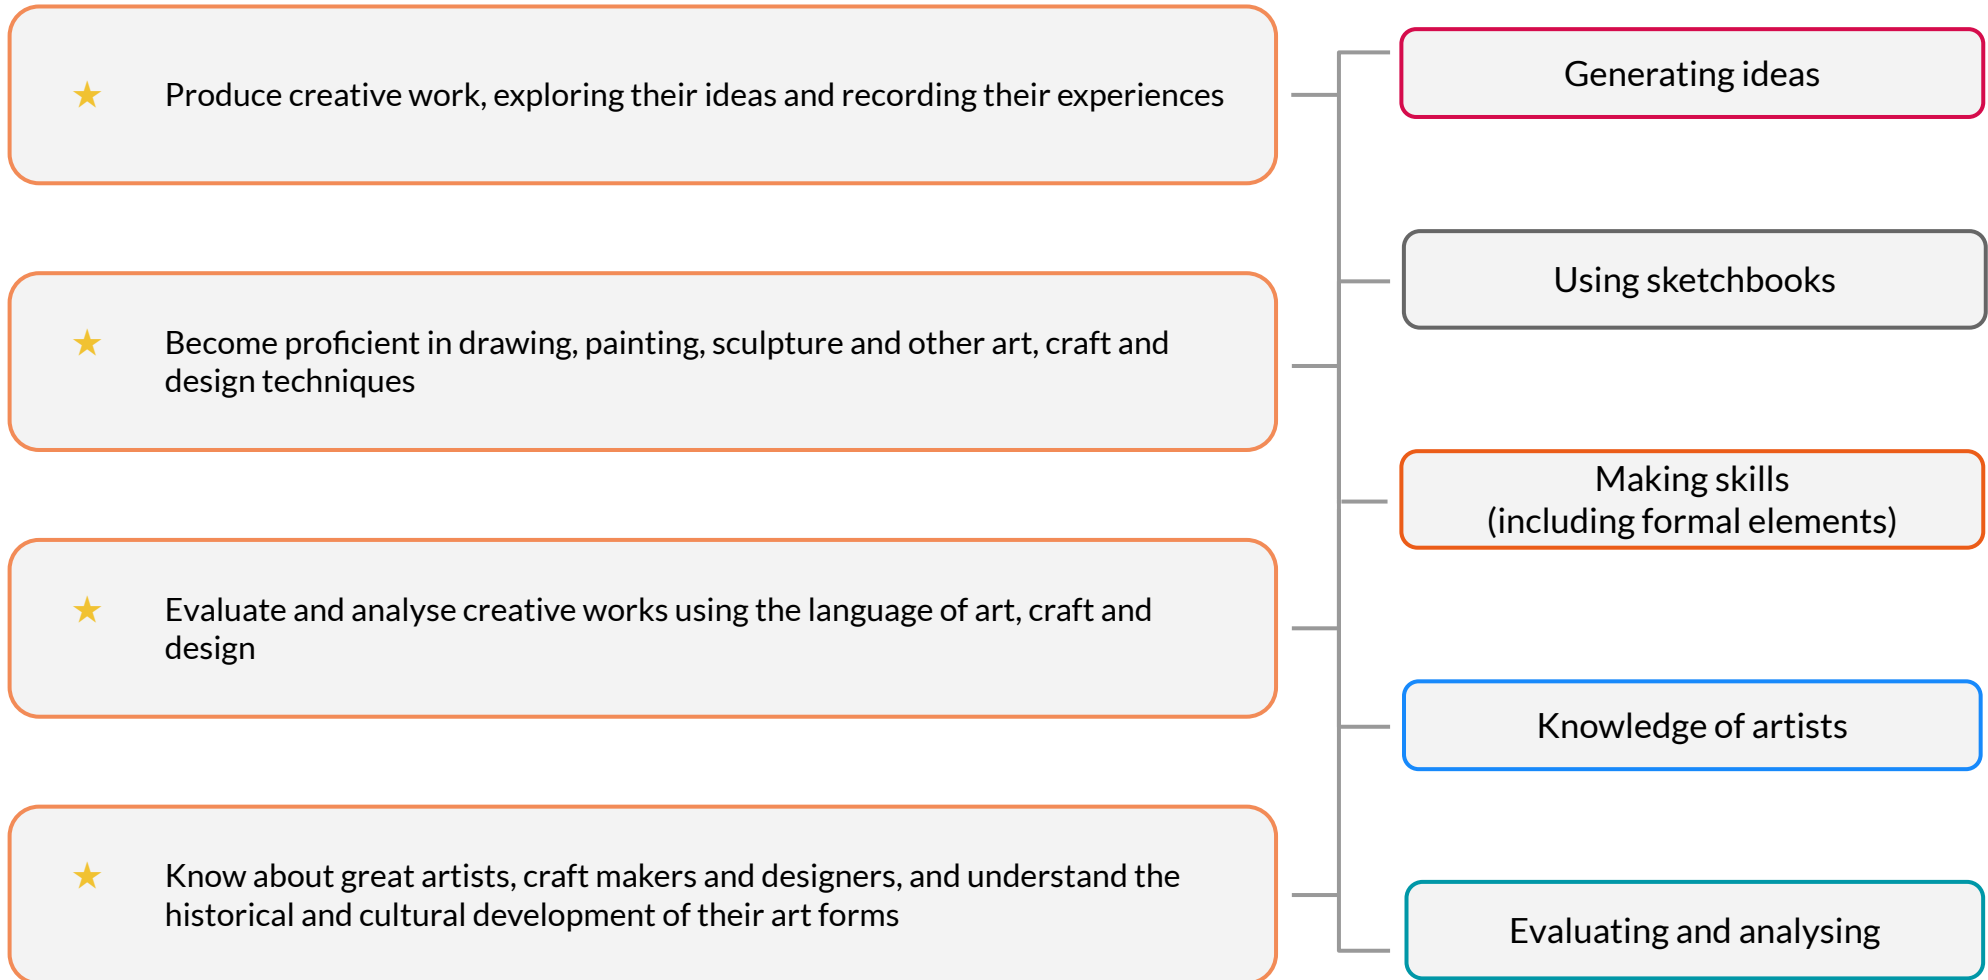 Produce creative work, exploring their ideas and recording their experiences
Become proficient in drawing, painting, sculpture and other art, craft and
design techniques
Evaluate and analyse creative works using the language of art, craft and
design
Know about great artists, craft makers and designers, and understand the
historical and cultural development of their art forms
Generating ideas
Using sketchbooks
Making skills
(including formal elements)
Knowledge of artists
Evaluating and analysing